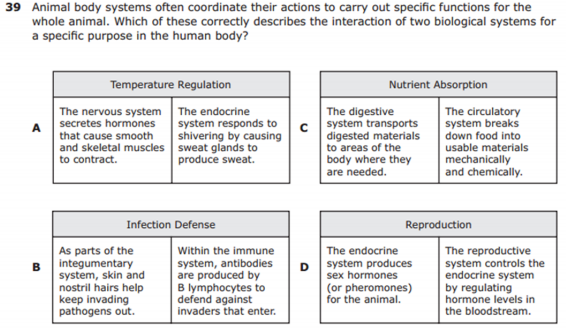 39 Animal body systems often coordinate their actions to carry out specific functions for the
whole animal. Which of these correctly describes the interaction of two biological systems for
a specific purpose in the human body?
A
Temperature Regulation
The nervous system
secretes hormones
that cause smooth
and skeletal muscles
to contract.
The endocrine
system responds to
shivering by causing
sweat glands to
produce sweat.
C
Nutrient Absorption
The digestive
system transports
digested materials
to areas of the
body where they
are needed.
The circulatory
system breaks
down food into
usable materials
mechanically
and chemically.
B
Infection Defense
As parts of the
integumentary
system, skin and
nostril hairs help
keep invading
pathogens out.
Within the immune
system, antibodies
are produced by
B lymphocytes to
defend against
invaders that enter.
D
Reproduction
The endocrine
system produces
sex hormones
(or pheromones)
for the animal.
The reproductive
system controls the
endocrine system
by regulating
hormone levels in
the bloodstream.